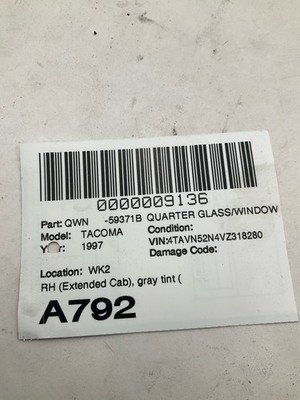 0000009136
Part: QWN -59371B QUARTER GLASS/WINDOW
Model: TACOMA Condition:
1997 VIN:4TAVN52N4VZ318280
Damage Code:
Location: WK2
RH (Extended Cab), gray tint (
A792